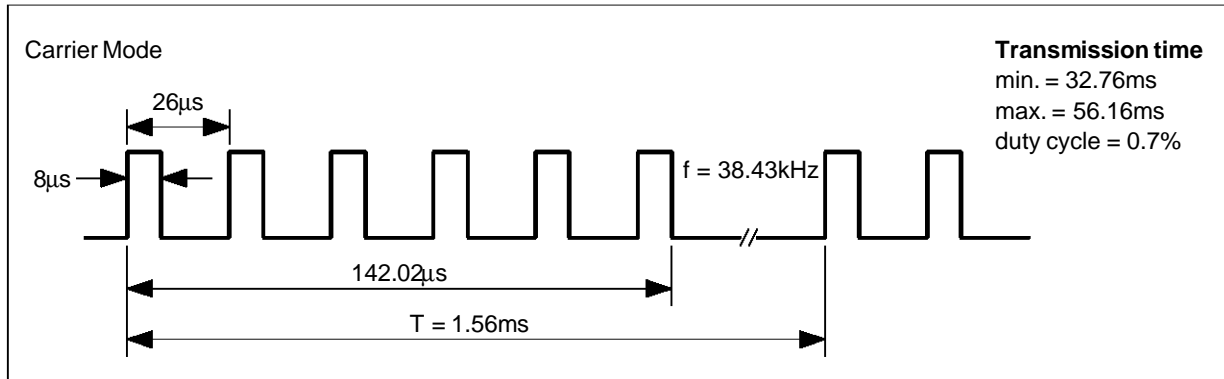 Carrier Mode
Transmission time
min. = 32.76ms
max. = 56.16ms
duty cycle = 0.7%
26μs
8μs
f = 38.43kHz
142.02μs
T = 1.56ms